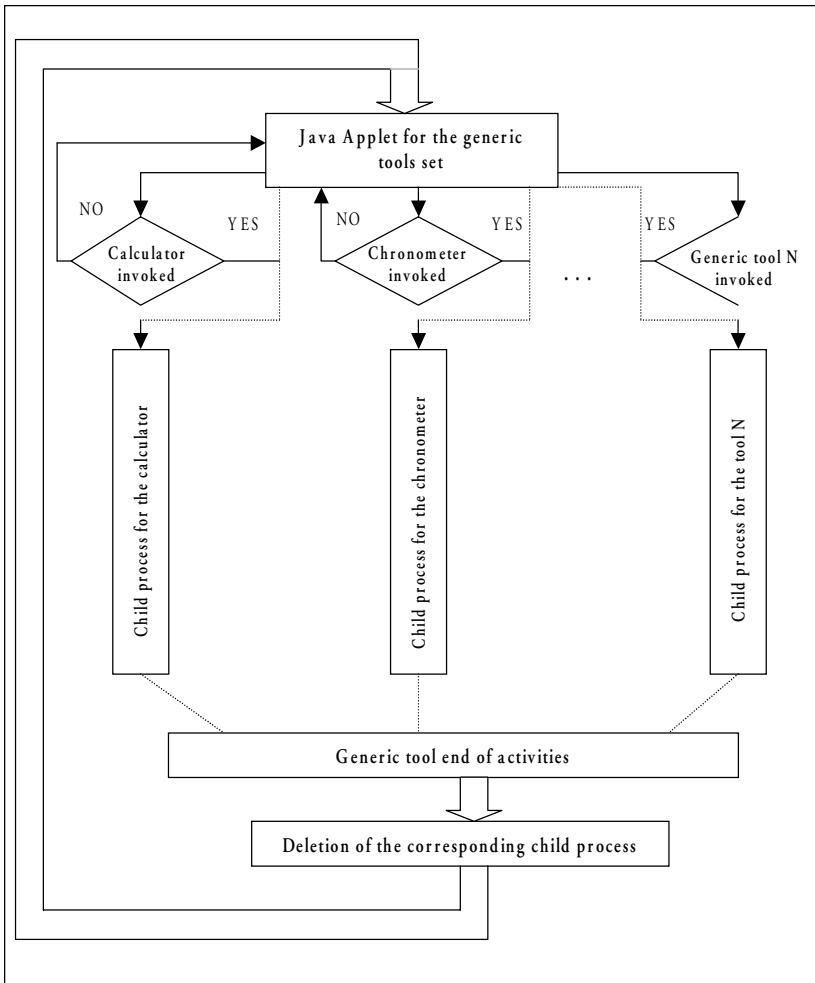 Java Applet for the generic
tools set
NO
YES
NO
YES
YES
Calculator
invoked
Chronometer
invoked
...
Generic tool N
invoked
Child process for the calculator
Child process for the chronometer
Child process for the tool N
Generic tool end of activities
Deletion of the corresponding child process